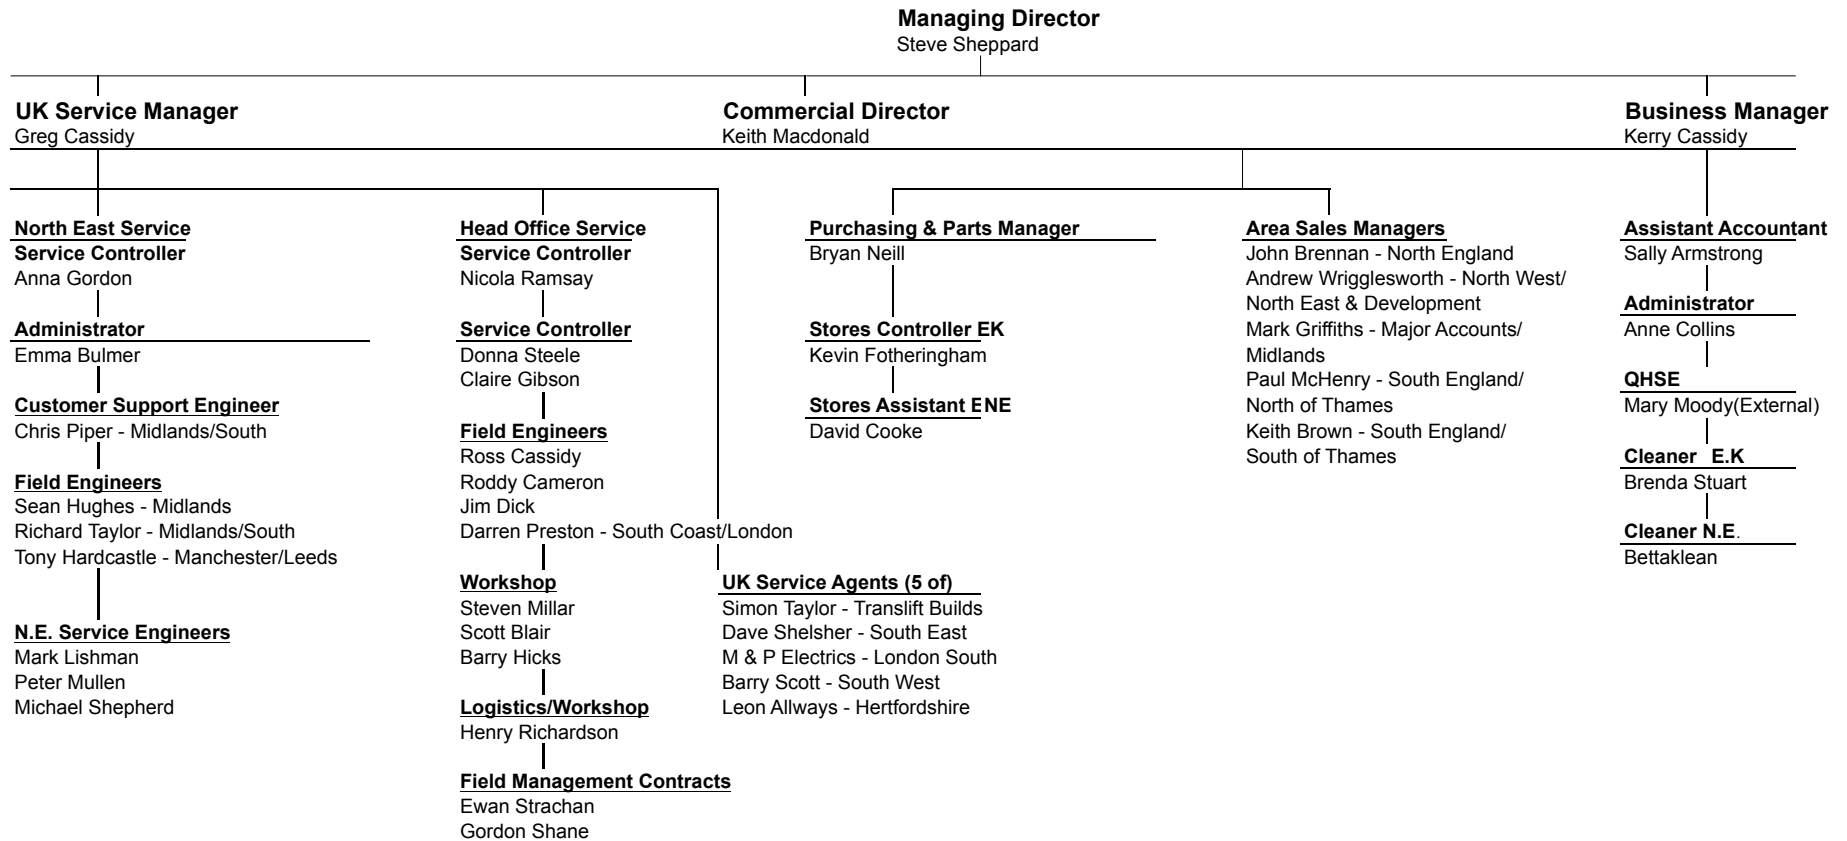 Managing Director
Steve Sheppard
UK Service Manager
Greg Cassidy
Commercial Director
Keith Macdonald
Business Manager
Kerry Cassidy
North East Service
Service Controller
Anna Gordon
Administrator
Emma Bulmer
Customer Support Engineer
Chris Piper - Midlands/South
Field Engineers
Sean Hughes - Midlands
Richard Taylor - Midlands/South
Tony Hardcastle - Manchester/Leeds
N.E. Service Engineers
Mark Lishman
Peter Mullen
Michael Shepherd
Head Office Service
Service Controller
Nicola Ramsay
Service Controller
Donna Steele
Claire Gibson
Field Engineers
Ross Cassidy
Roddy Cameron
Jim Dick
Darren Preston - South Coast/London
Workshop
Steven Millar
Scott Blair
Barry Hicks
Logistics/Workshop
Henry Richardson
Field Management Contracts
Ewan Strachan
Gordon Shane
UK Service Agents (5 of)
Simon Taylor - Translift Builds
Dave Shelsher - South East
M & P Electrics - London South
Barry Scott - South West
Leon Allways - Hertfordshire
Purchasing & Parts Manager
Bryan Neill
Stores Controller EK
Kevin Fotheringham
Stores Assistant ENE
David Cooke
Area Sales Managers
John Brennan - North England
Andrew Wrigglesworth - North West/
North East & Development
Mark Griffiths - Major Accounts/
Midlands
Paul McHenry - South England/
North of Thames
Keith Brown - South England/
South of Thames
Assistant Accountant
Sally Armstrong
Administrator
Anne Collins
QHSE
Mary Moody(External)
Cleaner E.K
Brenda Stuart
Cleaner N.E.
Bettaklean